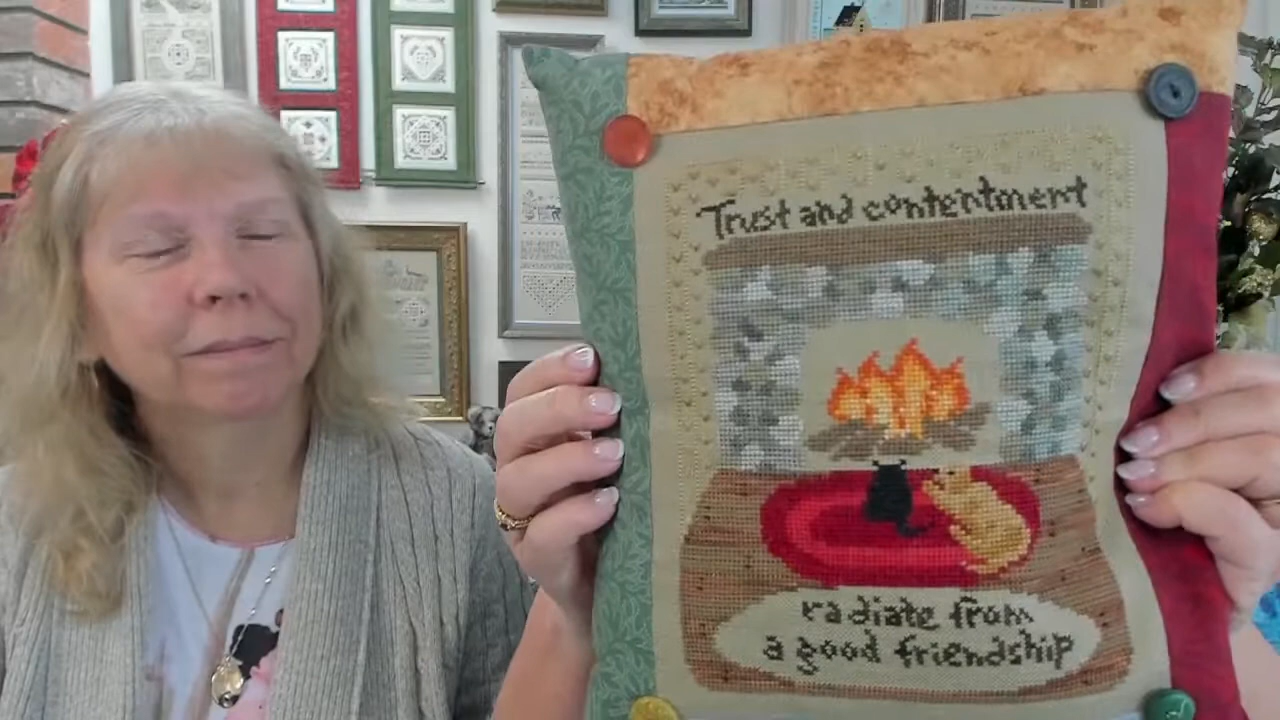 Trust and contentment
radiate from
a good friendship